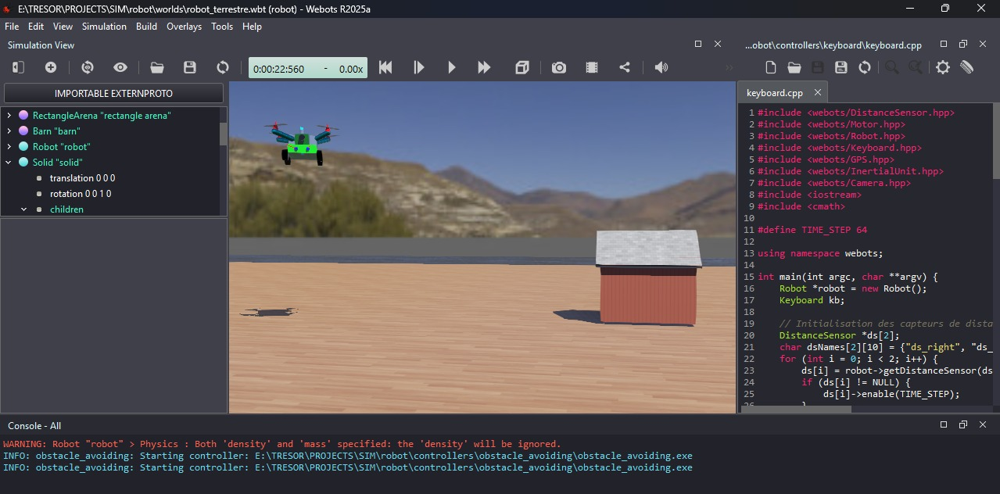 E:\TRESOR\PROJECTS\SIM\robot\worlds\robot_terrestre.wbt (robot) - Webots R2025a
File Edit View Simulation Build Overlays Tools Help
Simulation View
...obot\controllers\keyboard\keyboard.cpp
0:00:22:560 - 0.00x
IMPORTABLE EXTERNPROTO
RectangleArena "rectangle arena"
Barn "barn"
Robot "robot"
Solid "solid"
translation 0 0 0
rotation 0 0 1 0
children
keyboard.cpp
1 #include <webots/DistanceSensor.hpp>
2 #include <webots/Motor.hpp>
3 #include <webots/Robot.hpp>
4 #include <webots/Keyboard.hpp>
5 #include <webots/GPS.hpp>
6 #include <webots/InertialUnit.hpp>
7 #include <webots/Camera.hpp>
8 #include <iostream>
9 #include <cmath>
10
11 #define TIME_STEP 64
12
13 using namespace webots;
14
15 int main(int argc, char **argv) {
16 Robot *robot = new Robot();
17 Keyboard kb;
18
19 // Initialisation des capteurs de dista
20 DistanceSensor *ds[2];
21 char dsNames[2][10] = {"ds_right", "ds_
22 for (int i = 0; i < 2; i++) {
23 ds[i] = robot->getDistanceSensor(ds
24 if (ds[i] != NULL) {
25 ds[i]->enable(TIME_STEP);
26 }
Console - All
WARNING: Robot "robot" > Physics : Both 'density' and 'mass' specified: the 'density' will be ignored.
INFO: obstacle_avoiding: Starting controller: E:\TRESOR\PROJECTS\SIM\robot\controllers\obstacle_avoiding\obstacle_avoiding.exe
INFO: obstacle_avoiding: Starting controller: E:\TRESOR\PROJECTS\SIM\robot\controllers\obstacle_avoiding\obstacle_avoiding.exe